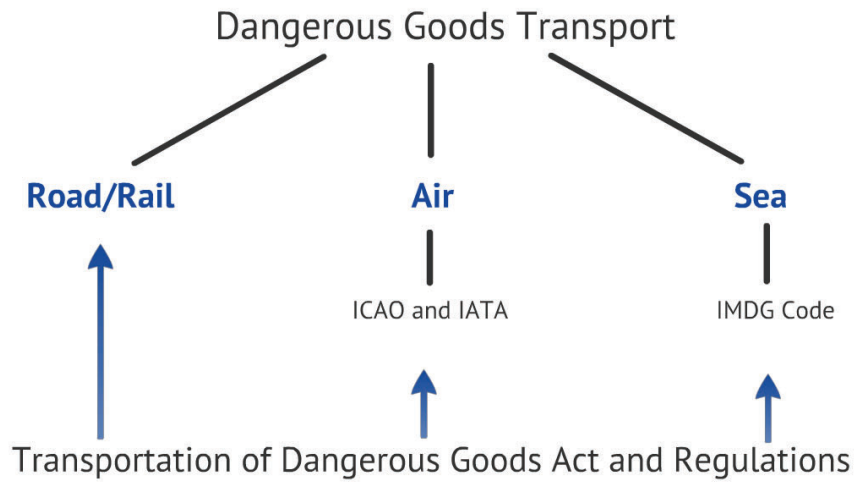 Dangerous Goods Transport
Road/Rail
Air
Sea
ICAO and IATA
IMDG Code
Transportation of Dangerous Goods Act and Regulations